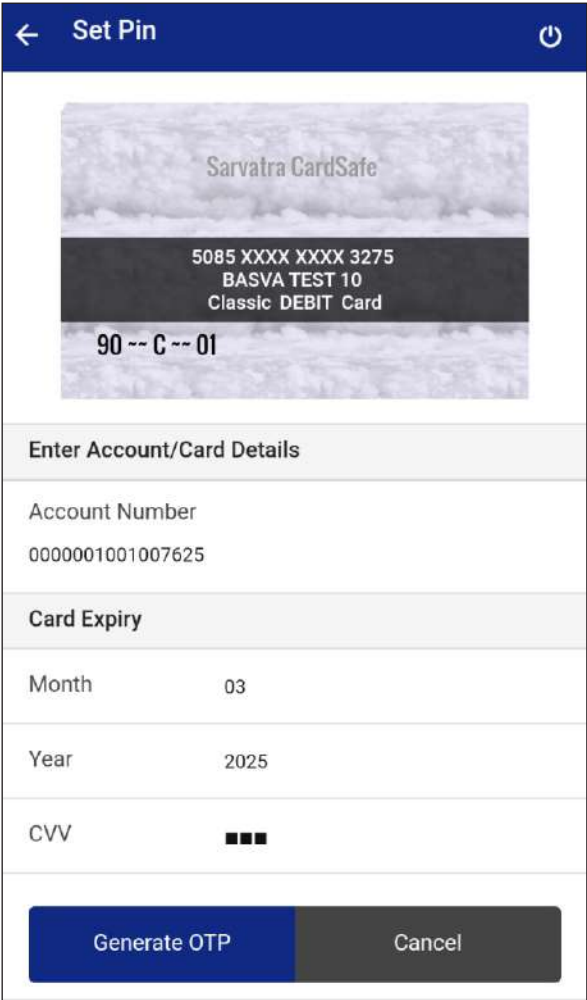 Set Pin
Sarvatra CardSafe
5085 XXXX XXXX 3275
BASVA TEST 10
Classic DEBIT Card
90 ~~ C ~~ 01
Enter Account/Card Details
Account Number
0000001001007625
Card Expiry
Month 03
Year 2025
CVV ■■■
Generate OTP Cancel